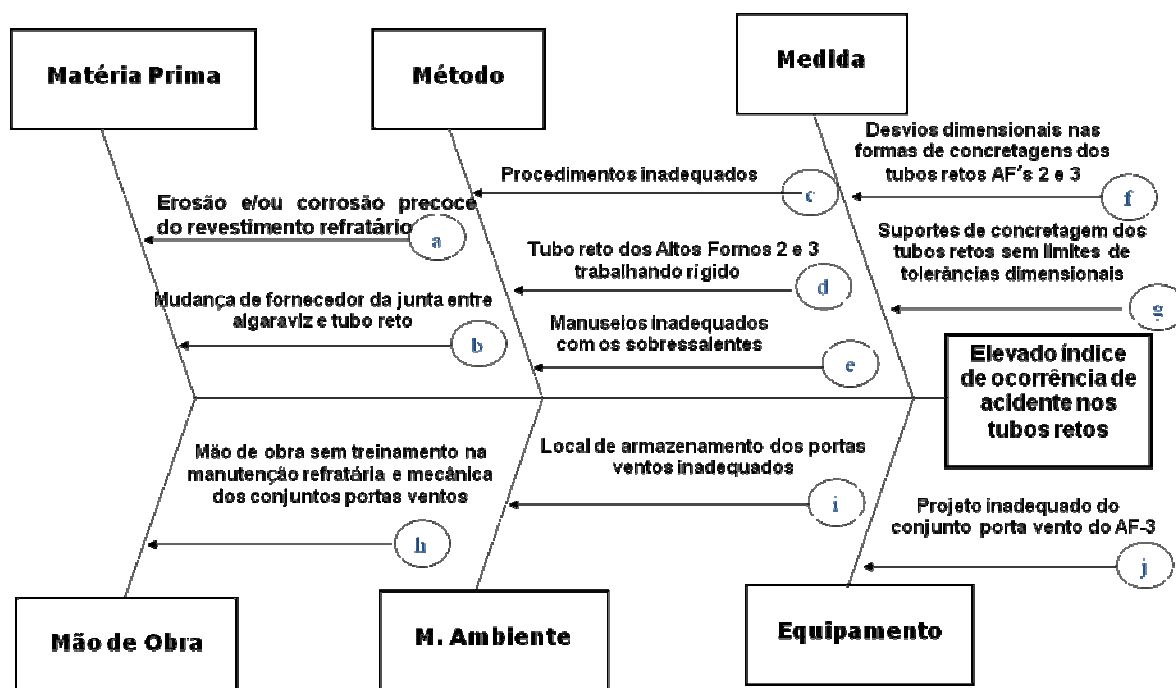 Matéria Prima
Método
Medida
Erosão e/ou corrosão precoce
do revestimento refratário
a
Mudança de fornecedor da junta entre
algaraviz e tubo reto
b
Procedimentos inadequados
c
Tubo reto dos Altos Fornos 2 e 3
trabalhando rígido
d
Manuseios inadequados
com os sobressalentes
e
Desvios dimensionais nas
formas de concretagens dos
tubos retos AF's 2 e 3
f
Suportes de concretagem dos
tubos retos sem limites de
tolerâncias dimensionais
g
Elevado índice
de ocorrência de
acidente nos
tubos retos
Mão de obra sem treinamento na
manutenção refratária e mecânica
dos conjuntos portas ventos
h
Local de armazenamento dos portas
ventos inadequados
i
Projeto inadequado do
conjunto porta vento do AF-3
j
Mão de Obra
M. Ambiente
Equipamento